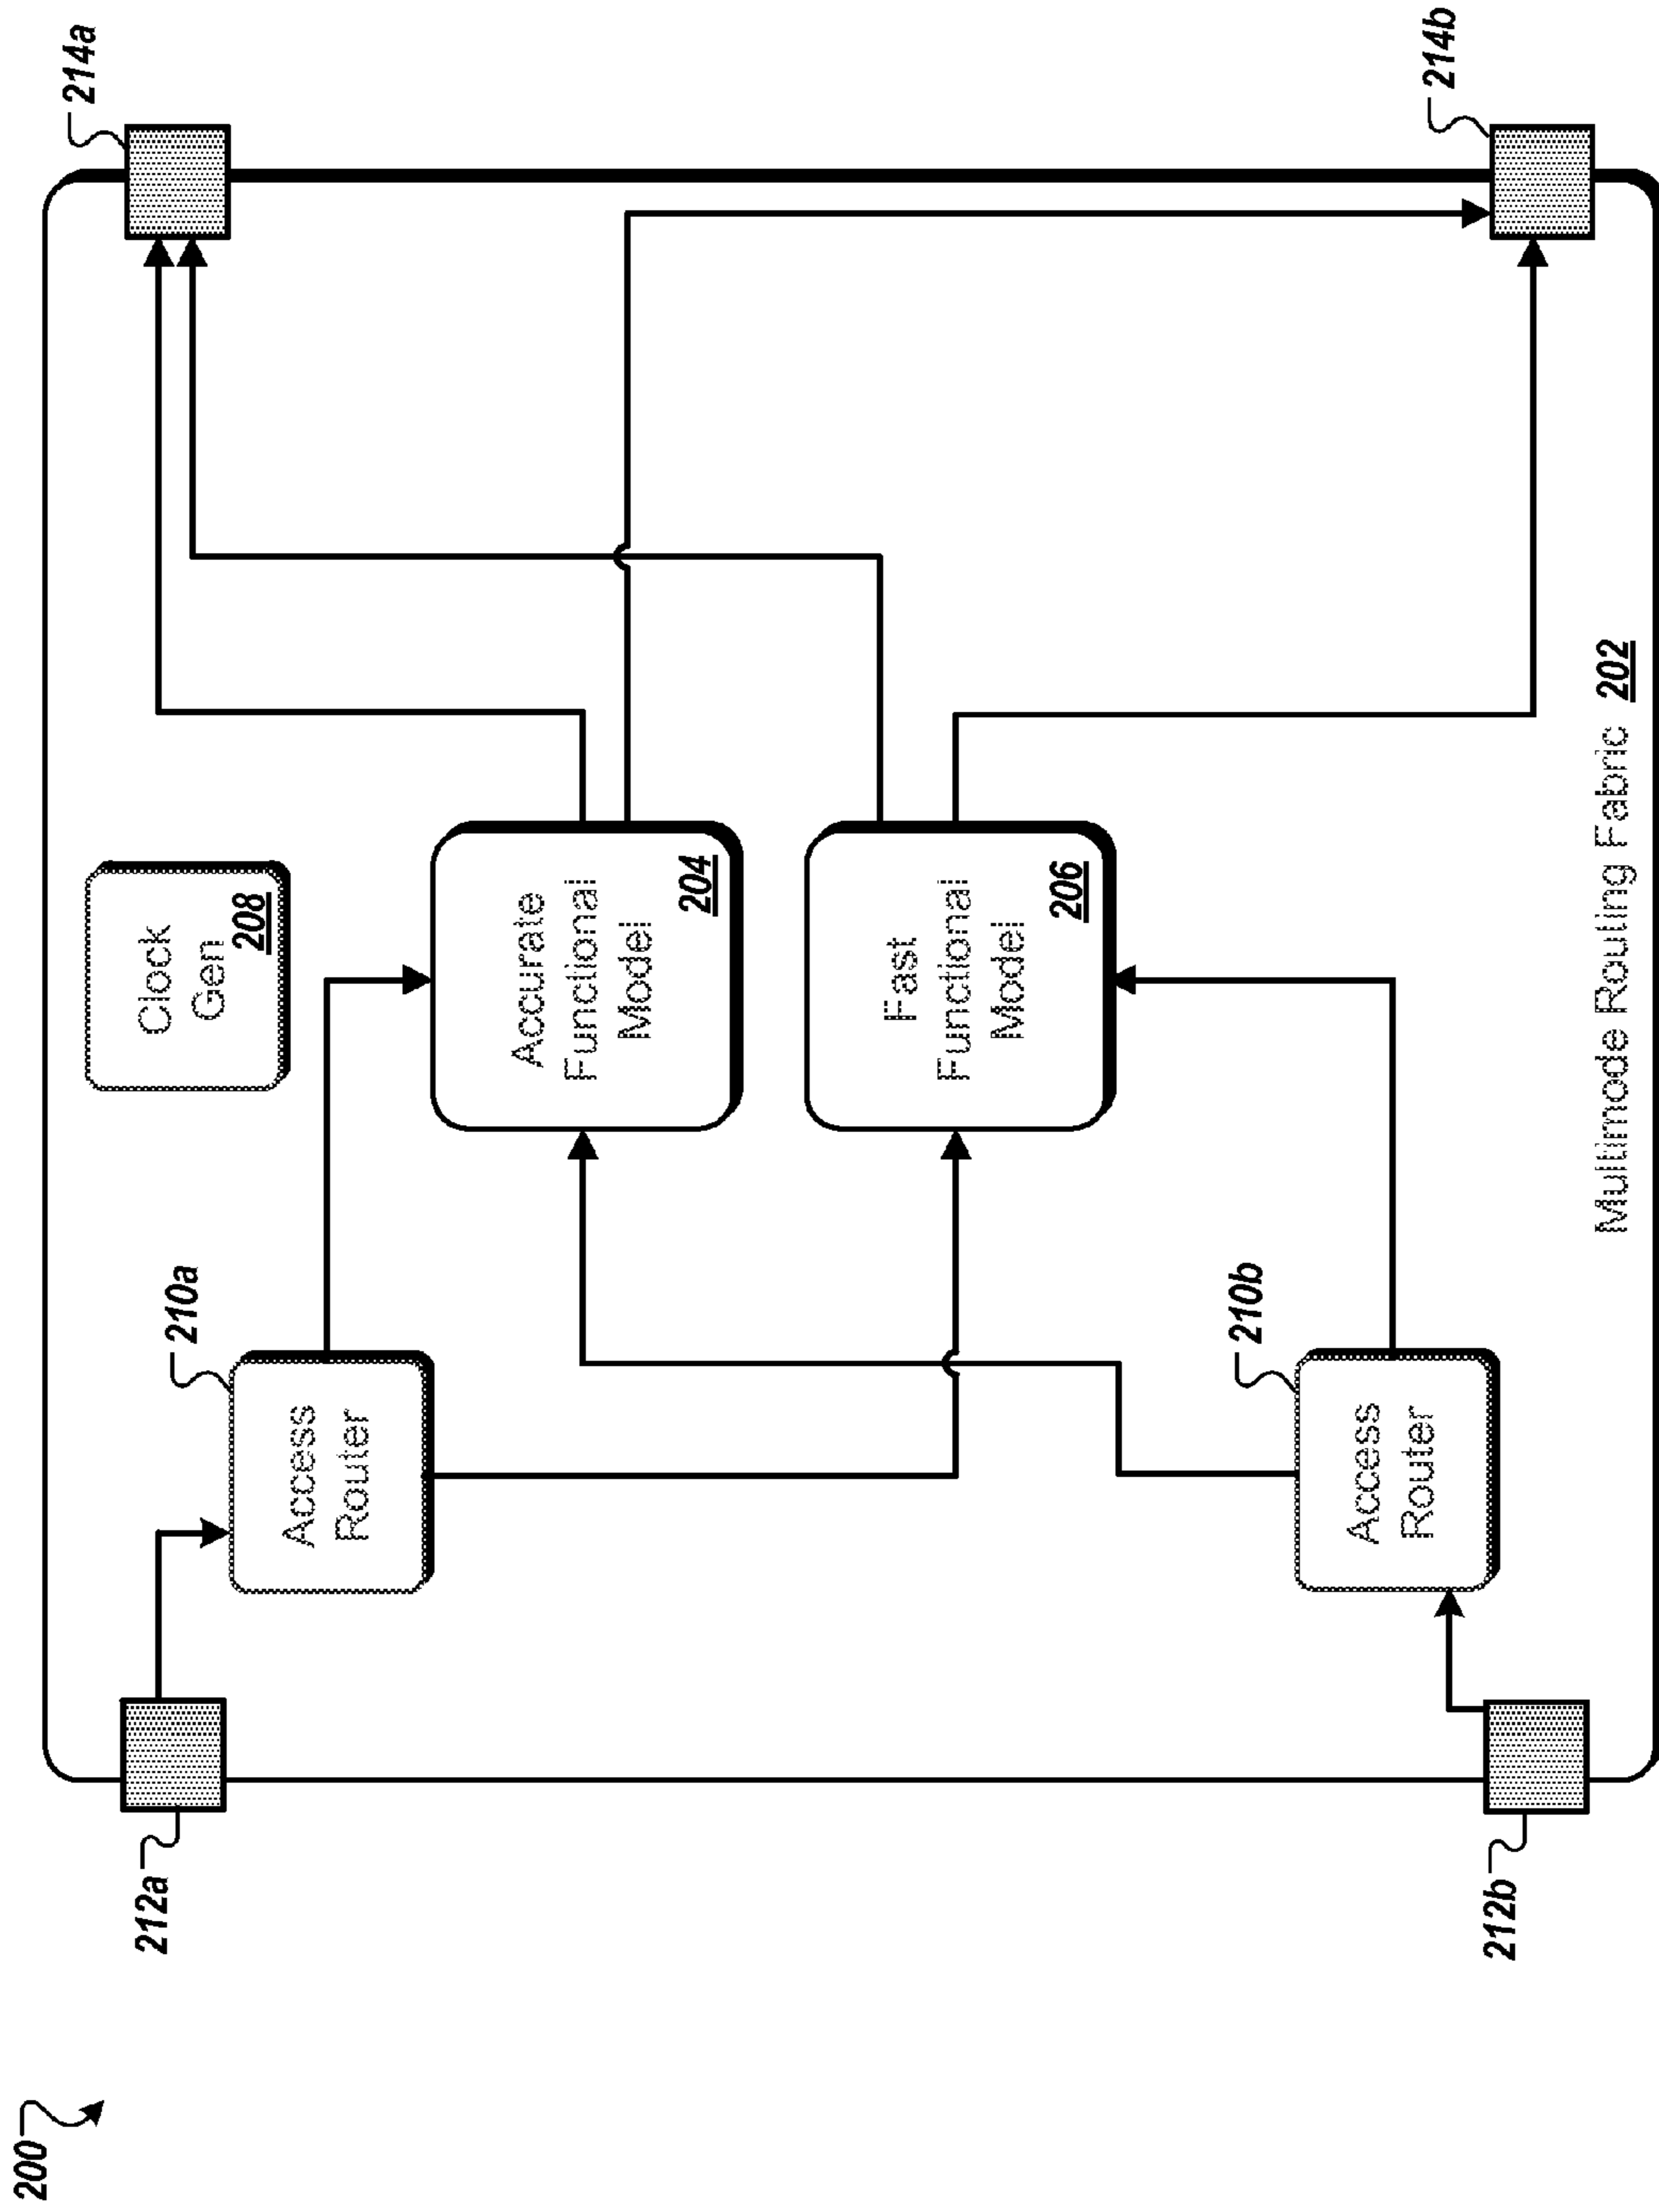 200
212a
214a
Clock
Gen
208
210a
Access
Router
Accurate
Functional
Model
204
Fast
Functional
Model
206
210b
Access
Router
212b
214b
Multimode Routing Fabric 202